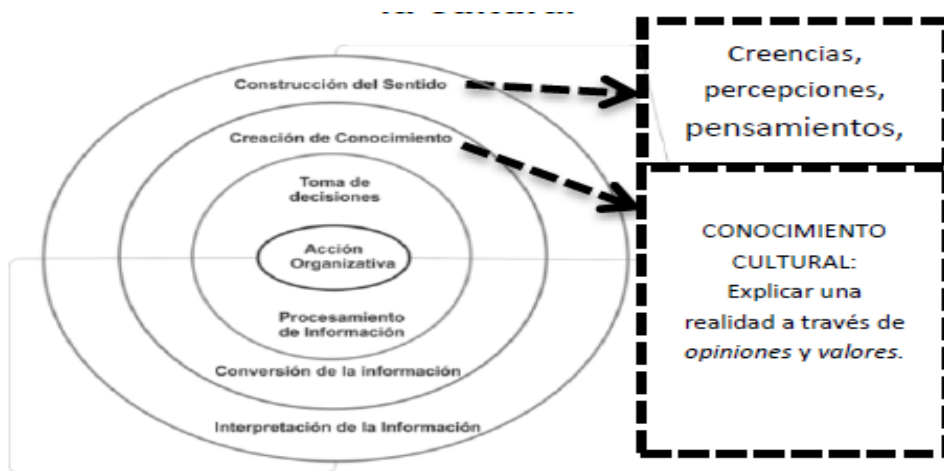 Construcción del Sentido
Creación de Conocimiento
Toma de
decisiones
Acción
Organizativa
Procesamiento
de Información
Conversión de la información
Interpretación de la Información
Creencias,
percepciones,
pensamientos,
CONOCIMIENTO
CULTURAL:
Explicar una
realidad a través de
opiniones y valores.